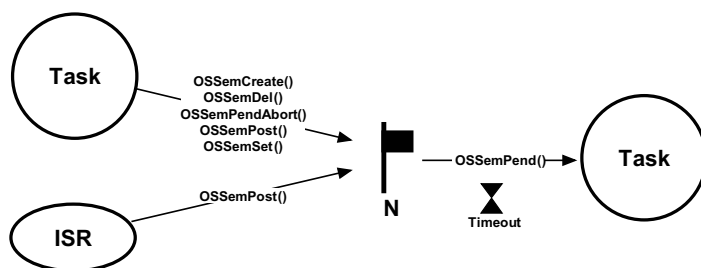 Task
OSSemCreate()
OSSemDel()
OSSemPendAbort()
OSSemPost()
OSSemSet()
OSSemPend()
Task
OSSemPost()
N
Timeout
ISR